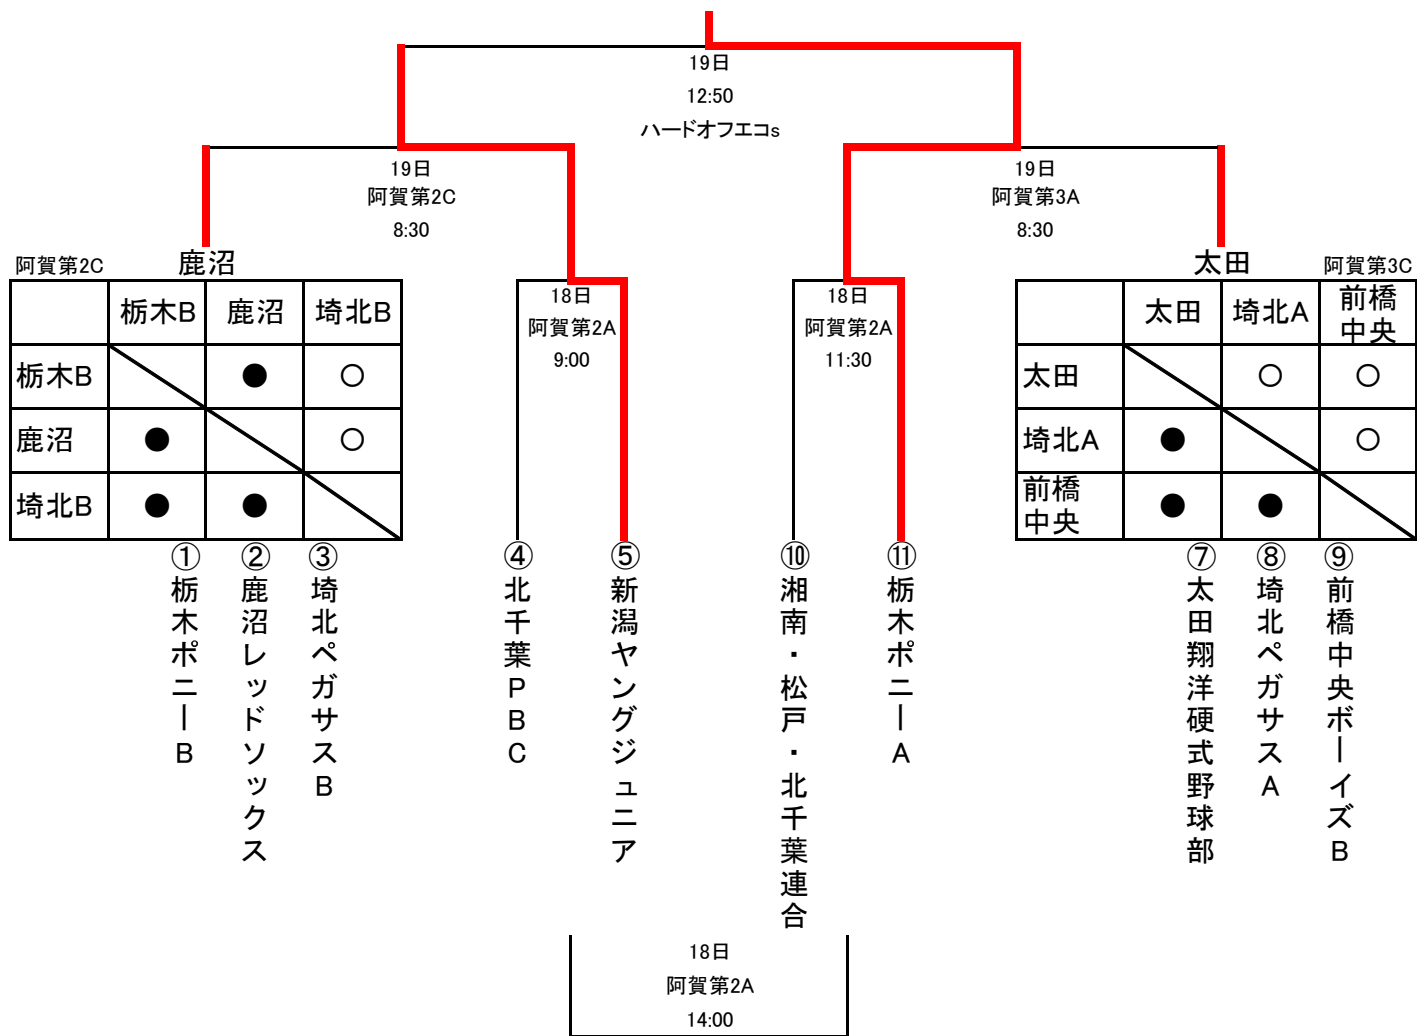 19日
12:50
ハードオフエコs
19日
阿賀第2C
8:30
19日
阿賀第3A
8:30
阿賀第2C 鹿沼
太田 阿賀第3C
栃木B 鹿沼 埼北B
栃木B ● ○
鹿沼 ● ○
埼北B ● ●
18日
阿賀第2A
9:00
18日
阿賀第2A
11:30
太田 埼北A 前橋中央
太田 ○ ○
埼北A ● ○
前橋中央 ● ●
①栃木ポニーB
②鹿沼レッドソックス
③埼北ペガサスB
④北千葉PBC
⑤新潟ヤングジュニア
⑩湘南・松戸・北千葉連合
⑪栃木ポニーA
⑦太田翔洋硬式野球部
⑧埼北ペガサスA
⑨前橋中央ボーイズB
18日
阿賀第2A
14:00